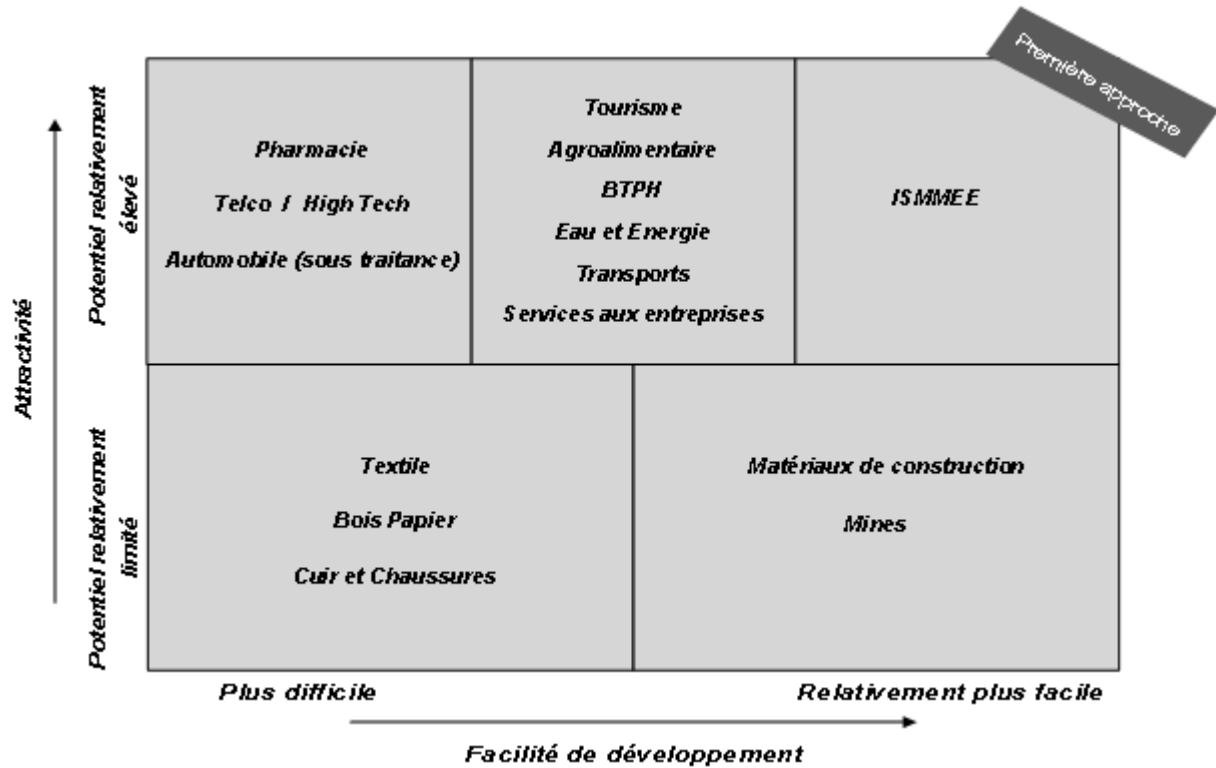 Première approche
Attractivité
Potentiel relativement
élevé
Pharmacie
Telco / High Tech
Automobile (sous traitance)
Tourisme
Agroalimentaire
BTPH
Eau et Energie
Transports
Services aux entreprises
ISMMEE
Potentiel relativement
limité
Textile
Bois Papier
Cuir et Chaussures
Matériaux de construction
Mines
Plus difficile
Relativement plus facile
Facilité de développement